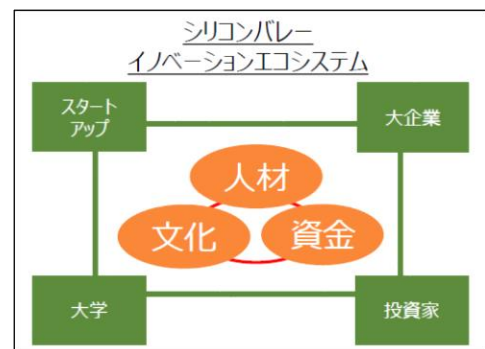 シリコンバレー
イノベーションエコシステム
スタート
アップ
大企業
人材
文化
資金
大学
投資家